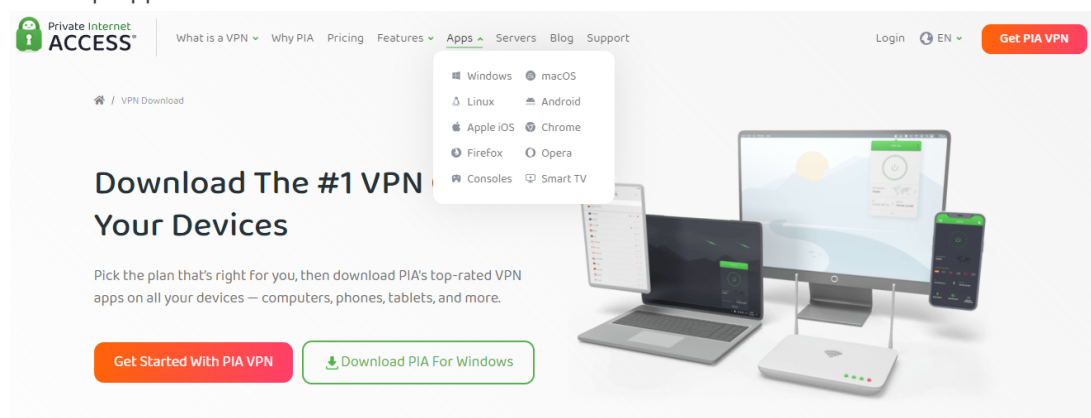 Private Internet
ACCESS®
What is a VPN Why PIA Pricing Features Apps Servers Blog Support
Login EN Get PIA VPN
Windows macOS
/ VPN Download
Linux Android
Apple iOS Chrome
Firefox Opera
Consoles Smart TV
Download The #1 VPN
Your Devices
Pick the plan that's right for you, then download PIA's top-rated VPN
apps on all your devices — computers, phones, tablets, and more.
Get Started With PIA VPN Download PIA For Windows